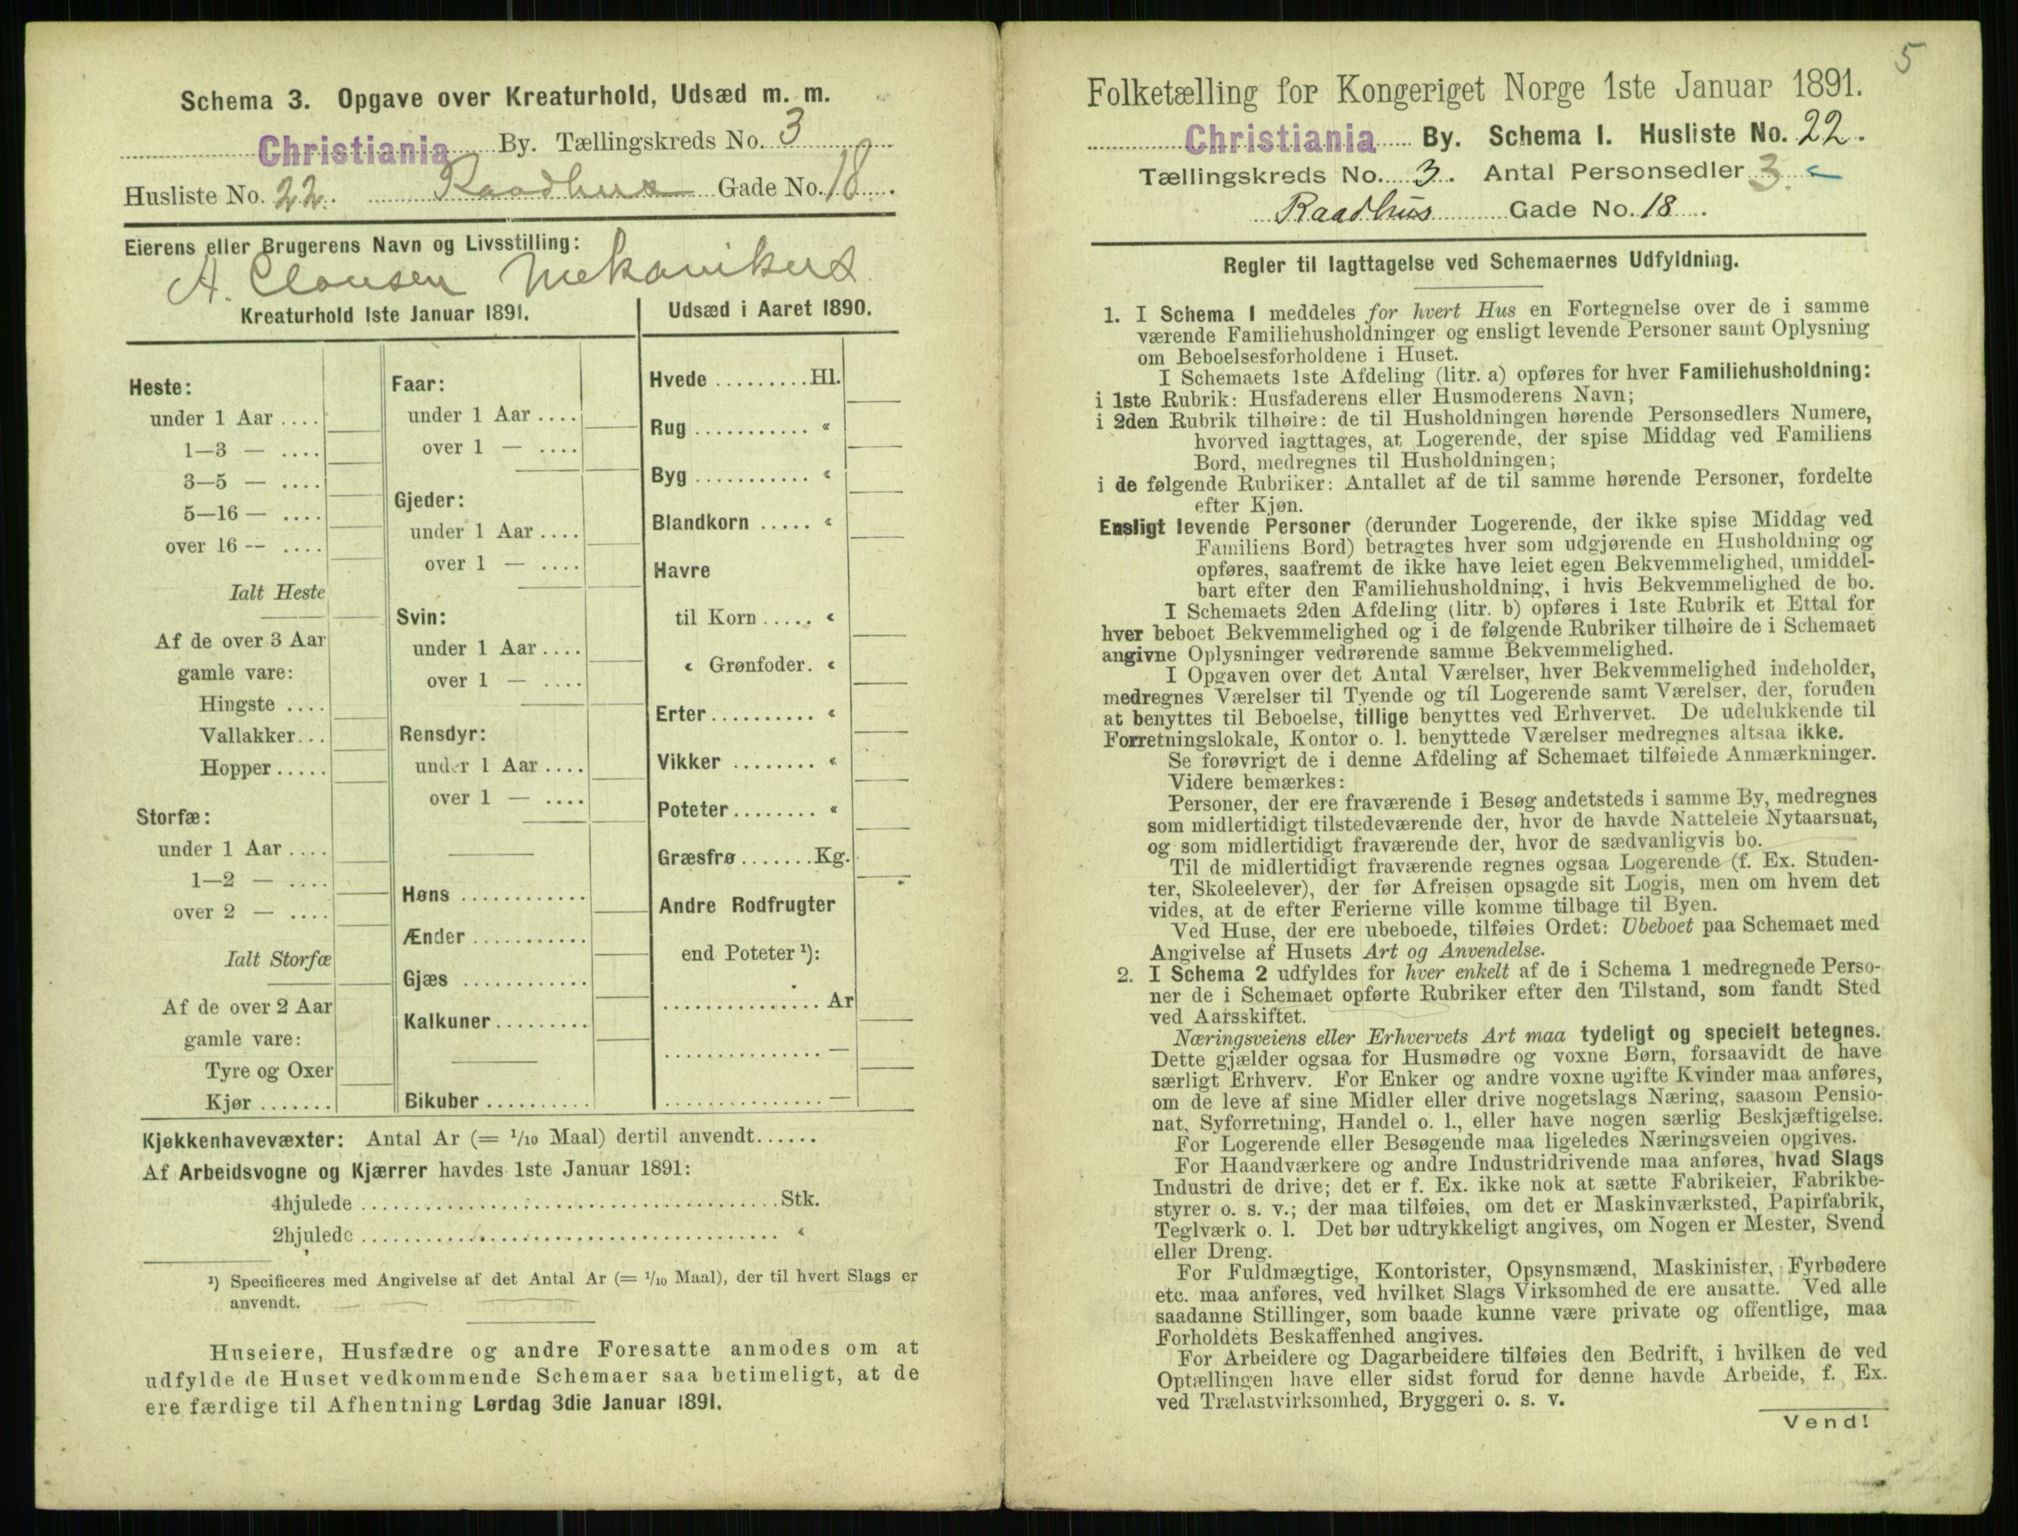 Schema 3. Opgave over Kreaturhold, Udsæd m. m.
Christiania By. Tællingskreds No. 3
Husliste No. 22. Raadhus Gade No. 18.
Eierens eller Brugerens Navn og Livsstilling:
A. Clausen Mekanikus
Kreaturhold 1ste Januar 1891.
Heste:
under 1 Aar ....
1—3 — ....
3—5 — ....
5—16 — ....
over 16 — ....
Ialt Heste
Af de over 3 Aar
gamle vare:
Hingste ....
Vallakker...
Hopper.....
Storfæ:
under 1 Aar ....
1—2 — ....
over 2 — ....
Ialt Storfæ
Af de over 2 Aar
gamle vare:
Tyre og Oxer
Kjør .......
Faar:
under 1 Aar ....
over 1 — ....
Gjeder:
under 1 Aar ....
over 1 — ....
Svin:
under 1 Aar ....
over 1 — ....
Rensdyr:
under 1 Aar ....
over 1 — ....
Høns ............
Ænder ...........
Gjæs ............
Kalkuner.........
Bikuber ..........
Udsæd i Aaret 1890.
Hvede .........Hl.
Rug ........... «
Byg ........... «
Blandkorn ..... «
Havre
til Korn ..... «
« Grønfoder. «
Erter.......... «
Vikker ........ «
Poteter........ «
Græsfrø.......Kg.
Andre Rodfrugter
end Poteter ¹):
............... Ar
............... —
............... —
Kjøkkenhavevæxter: Antal Ar (= 1/10 Maal) dertil anvendt......
Af Arbeidsvogne og Kjærrer havdes 1ste Januar 1891:
4hjulede ........................................Stk.
2hjulede ........................................ «
¹) Specificeres med Angivelse af det Antal Ar (= 1/10 Maal), der til hvert Slags er
anvendt.
Huseiere, Husfædre og andre Foresatte anmodes om at
udfylde de Huset vedkommende Schemaer saa betimeligt, at de
ere færdige til Afhentning Lørdag 3die Januar 1891.
5
Folketælling for Kongeriget Norge 1ste Januar 1891.
Christiania By. Schema I. Husliste No. 22.
Tællingskreds No. 3. Antal Personsedler 3.
Raadhus Gade No. 18.
Regler til Iagttagelse ved Schemaernes Udfyldning.
1. I Schema I meddeles for hvert Hus en Fortegnelse over de i samme
værende Familiehusholdninger og ensligt levende Personer samt Oplysning
om Beboelsesforholdene i Huset.
I Schemaets 1ste Afdeling (litr. a) opføres for hver Familiehusholdning:
i 1ste Rubrik: Husfaderens eller Husmoderens Navn;
i 2den Rubrik tilhøire: de til Husholdningen hørende Personsedlers Numere,
hvorved iagttages, at Logerende, der spise Middag ved Familiens
Bord, medregnes til Husholdningen;
i de følgende Rubriker: Antallet af de til samme hørende Personer, fordelte
efter Kjøn.
Ensligt levende Personer (derunder Logerende, der ikke spise Middag ved
Familiens Bord) betragtes hver som udgjørende en Husholdning og
opføres, saafremt de ikke have leiet egen Bekvemmelighed, umiddel-
bart efter den Familiehusholdning, i hvis Bekvemmelighed de bo.
I Schemaets 2den Afdeling (litr. b) opføres i 1ste Rubrik et Ettal for
hver beboet Bekvemmelighed og i de følgende Rubriker tilhøire de i Schemaet
angivne Oplysninger vedrørende samme Bekvemmelighed.
I Opgaven over det Antal Værelser, hver Bekvemmelighed indeholder,
medregnes Værelser til Tyende og til Logerende samt Værelser, der, foruden
at benyttes til Beboelse, tillige benyttes ved Erhvervet. De udelukkende til
Forretningslokale, Kontor o. l. benyttede Værelser medregnes altsaa ikke.
Se forøvrigt de i denne Afdeling af Schemaet tilføiede Anmærkninger.
Videre bemærkes:
Personer, der ere fraværende i Besøg andetsteds i samme By, medregnes
som midlertidigt tilstedeværende der, hvor de havde Natteleie Nytaarsnat,
og som midlertidigt fraværende der, hvor de sædvanligvis bo.
Til de midlertidigt fraværende regnes ogsaa Logerende (f. Ex. Studen-
ter, Skoleelever), der før Afreisen opsagde sit Logis, men om hvem det
vides, at de efter Ferierne ville komme tilbage til Byen.
Ved Huse, der ere ubeboede, tilføies Ordet: Ubeboet paa Schemaet med
Angivelse af Husets Art og Anvendelse.
2. I Schema 2 udfyldes for hver enkelt af de i Schema 1 medregnede Perso-
ner de i Schemaet opførte Rubriker efter den Tilstand, som fandt Sted
ved Aarsskiftet.
Næringsveiens eller Erhvervets Art maa tydeligt og specielt betegnes.
Dette gjælder ogsaa for Husmødre og voxne Børn, forsaavidt de have
særligt Erhverv. For Enker og andre voxne ugifte Kvinder maa anføres,
om de leve af sine Midler eller drive nogetslags Næring, saasom Pensio-
nat, Syforretning, Handel o. l., eller have nogen særlig Beskjæftigelse.
For Logerende eller Besøgende maa ligeledes Næringsveien opgives.
For Haandværkere og andre Industridrivende maa anføres, hvad Slags
Industri de drive; det er f. Ex. ikke nok at sætte Fabrikeier, Fabrikbe-
styrer o. s. v.; der maa tilføies, om det er Maskinværksted, Papirfabrik,
Teglværk o. l. Det bør udtrykkeligt angives, om Nogen er Mester, Svend
eller Dreng.
For Fuldmægtige, Kontorister, Opsynsmænd, Maskinister, Fyrbødere
etc. maa anføres, ved hvilket Slags Virksomhed de ere ansatte. Ved alle
saadanne Stillinger, som baade kunne være private og offentlige, maa
Forholdets Beskaffenhed angives.
For Arbeidere og Dagarbeidere tilføies den Bedrift, i hvilken de ved
Optællingen have eller sidst forud for denne havde Arbeide, f. Ex.
ved Trælastvirksomhed, Bryggeri o. s. v.
Vend!